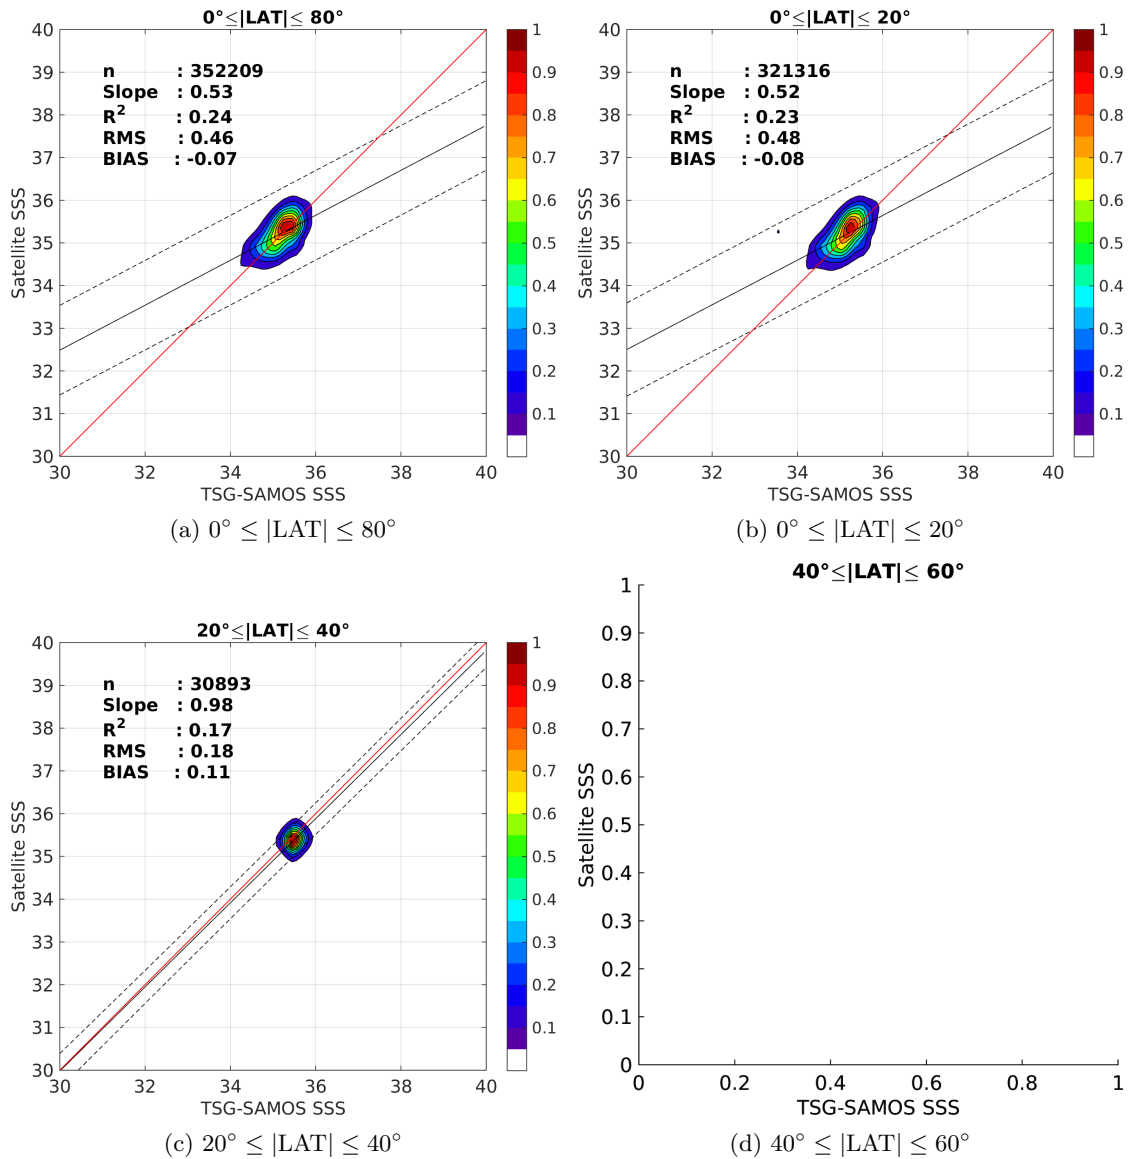 0°≤|LAT|≤ 80°
n : 352209
Slope : 0.53
R² : 0.24
RMS : 0.46
BIAS : -0.07
Satellite SSS
40
39
38
37
36
35
34
33
32
31
30
30 32 34 36 38 40
TSG-SAMOS SSS
1
0.9
0.8
0.7
0.6
0.5
0.4
0.3
0.2
0.1
(a) 0° ≤ |LAT| ≤ 80°
0°≤|LAT|≤ 20°
n : 321316
Slope : 0.52
R² : 0.23
RMS : 0.48
BIAS : -0.08
Satellite SSS
40
39
38
37
36
35
34
33
32
31
30
30 32 34 36 38 40
TSG-SAMOS SSS
1
0.9
0.8
0.7
0.6
0.5
0.4
0.3
0.2
0.1
(b) 0° ≤ |LAT| ≤ 20°
20°≤|LAT|≤ 40°
n : 30893
Slope : 0.98
R² : 0.17
RMS : 0.18
BIAS : 0.11
Satellite SSS
40
39
38
37
36
35
34
33
32
31
30
30 32 34 36 38 40
TSG-SAMOS SSS
1
0.9
0.8
0.7
0.6
0.5
0.4
0.3
0.2
0.1
(c) 20° ≤ |LAT| ≤ 40°
40°≤|LAT|≤ 60°
Satellite SSS
1
0.9
0.8
0.7
0.6
0.5
0.4
0.3
0.2
0.1
0
0 0.2 0.4 0.6 0.8 1
TSG-SAMOS SSS
(d) 40° ≤ |LAT| ≤ 60°